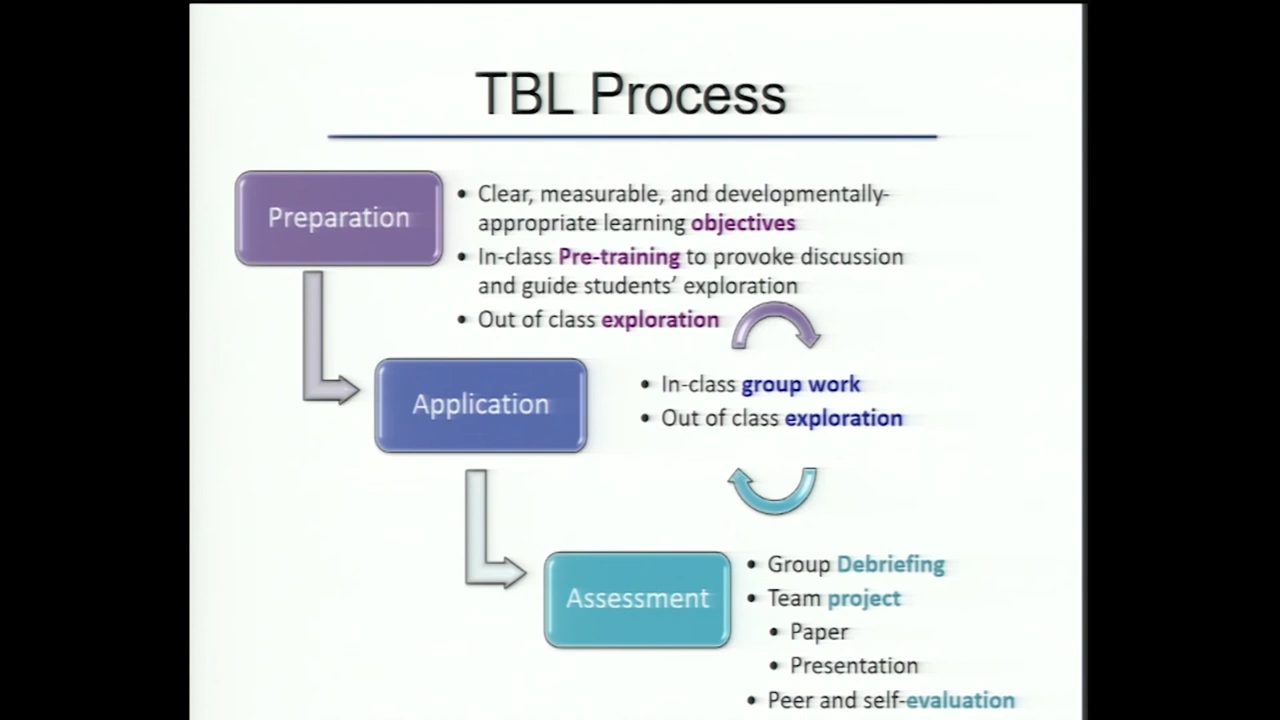 TBL Process
Preparation
• Clear, measurable, and developmentally-
appropriate learning objectives
• In-class Pre-training to provoke discussion
and guide students’ exploration
• Out of class exploration
Application
• In-class group work
• Out of class exploration
Assessment
• Group Debriefing
• Team project
• Paper
• Presentation
• Peer and self-evaluation